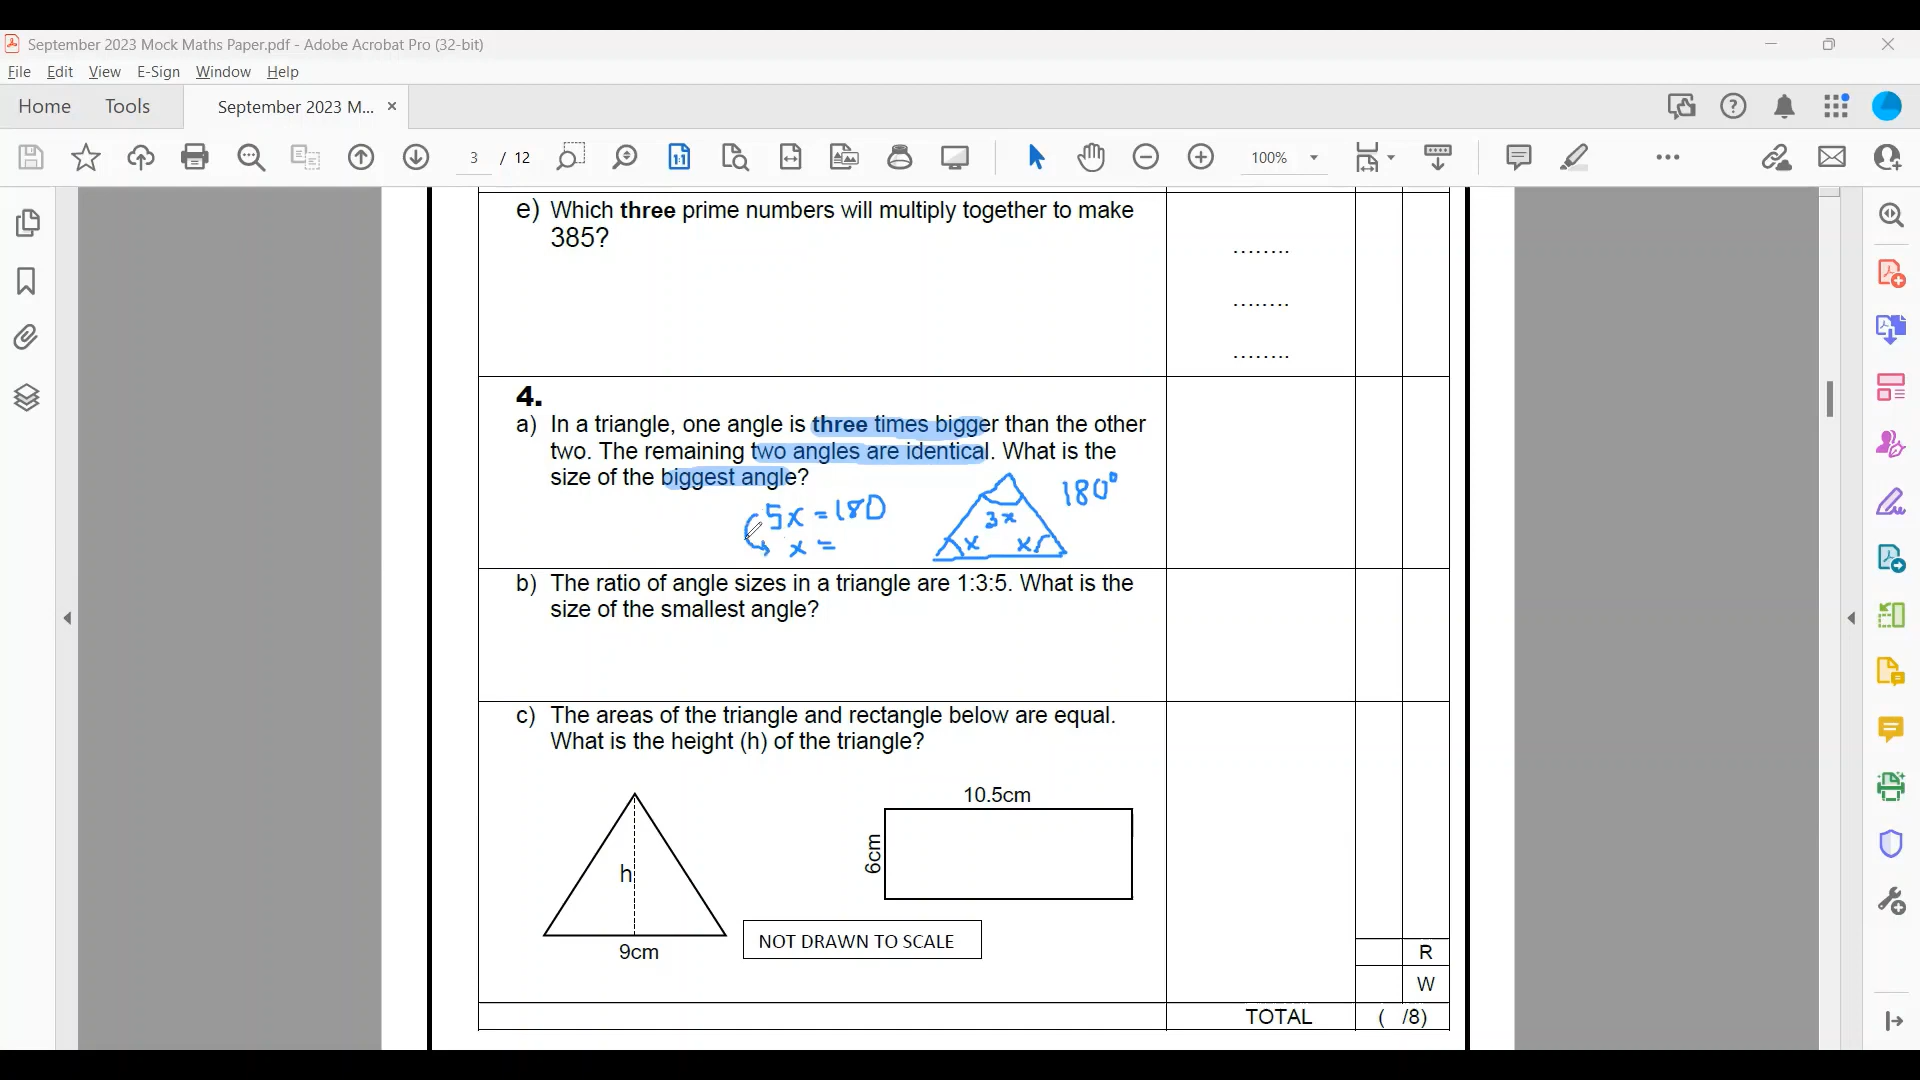 September 2023 Mock Maths Paper.pdf - Adobe Acrobat Pro (32-bit)
File Edit View E-Sign Window Help
Home Tools September 2023 M... ×
3 / 12 1:1 100%
e) Which three prime numbers will multiply together to make
385?
........
........
........
4.
a) In a triangle, one angle is three times bigger than the other
two. The remaining two angles are identical. What is the
size of the biggest angle?
180°
5x = 180
3x
x =
x x
b) The ratio of angle sizes in a triangle are 1:3:5. What is the
size of the smallest angle?
c) The areas of the triangle and rectangle below are equal.
What is the height (h) of the triangle?
10.5cm
6cm
h
NOT DRAWN TO SCALE
9cm
R
W
TOTAL ( /8)